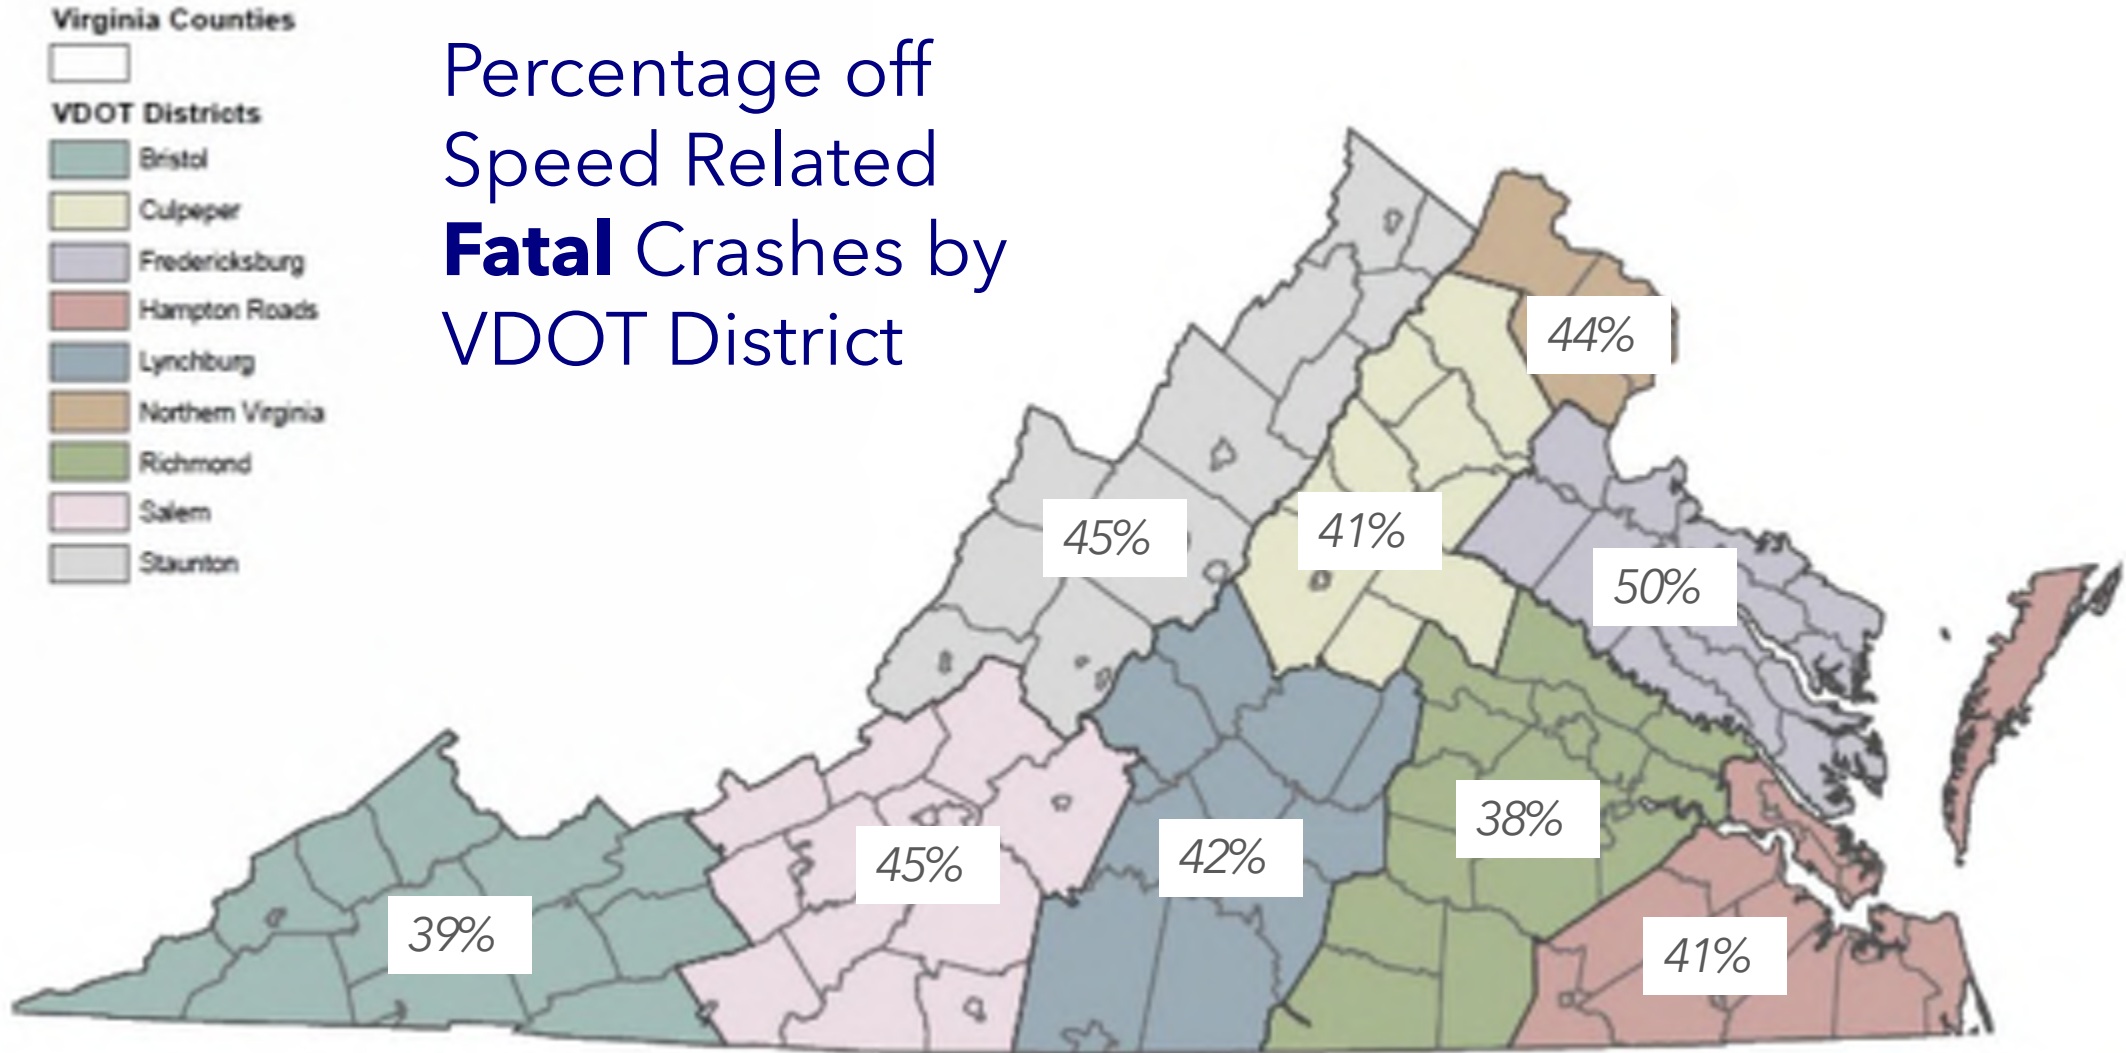 Virginia Counties
VDOT Districts
Bristol
Culpeper
Fredericksburg
Hampton Roads
Lynchburg
Northern Virginia
Richmond
Salem
Staunton
Percentage off
Speed Related
Fatal Crashes by
VDOT District
44%
45%
41%
50%
38%
45%
42%
39%
41%